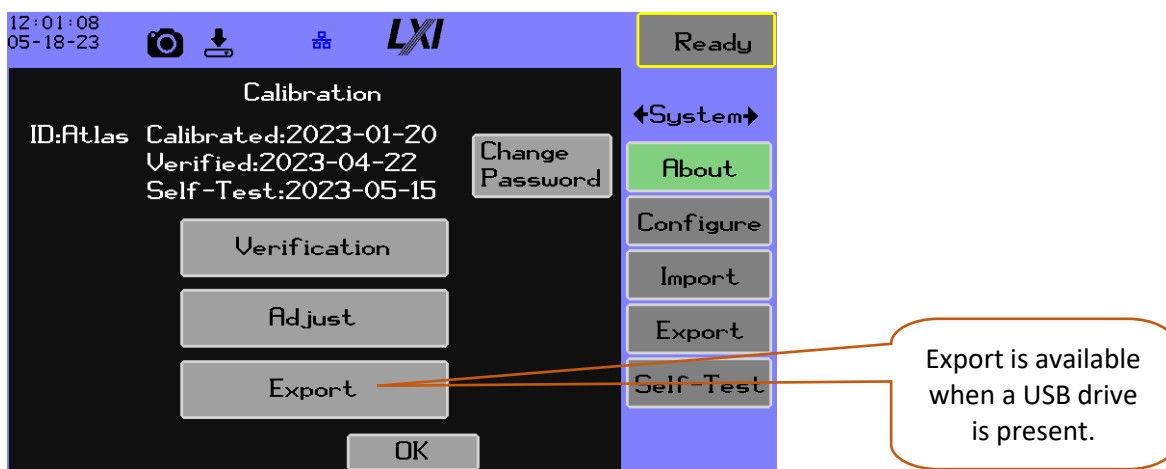 12:01:08
05-18-23
LXI
Ready
Calibration
ID:Atlas Calibrated:2023-01-20
Verified:2023-04-22
Self-Test:2023-05-15
Change
Password
Verification
Adjust
Export
OK
←System→
About
Configure
Import
Export
Self-Test
Export is available
when a USB drive
is present.